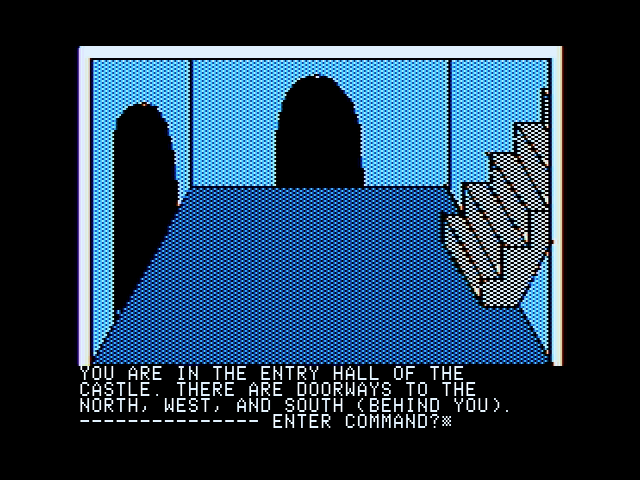 YOU ARE IN THE ENTRY HALL OF THE
CASTLE. THERE ARE DOORWAYS TO THE
NORTH, WEST, AND SOUTH (BEHIND YOU).
--------------- ENTER COMMAND?